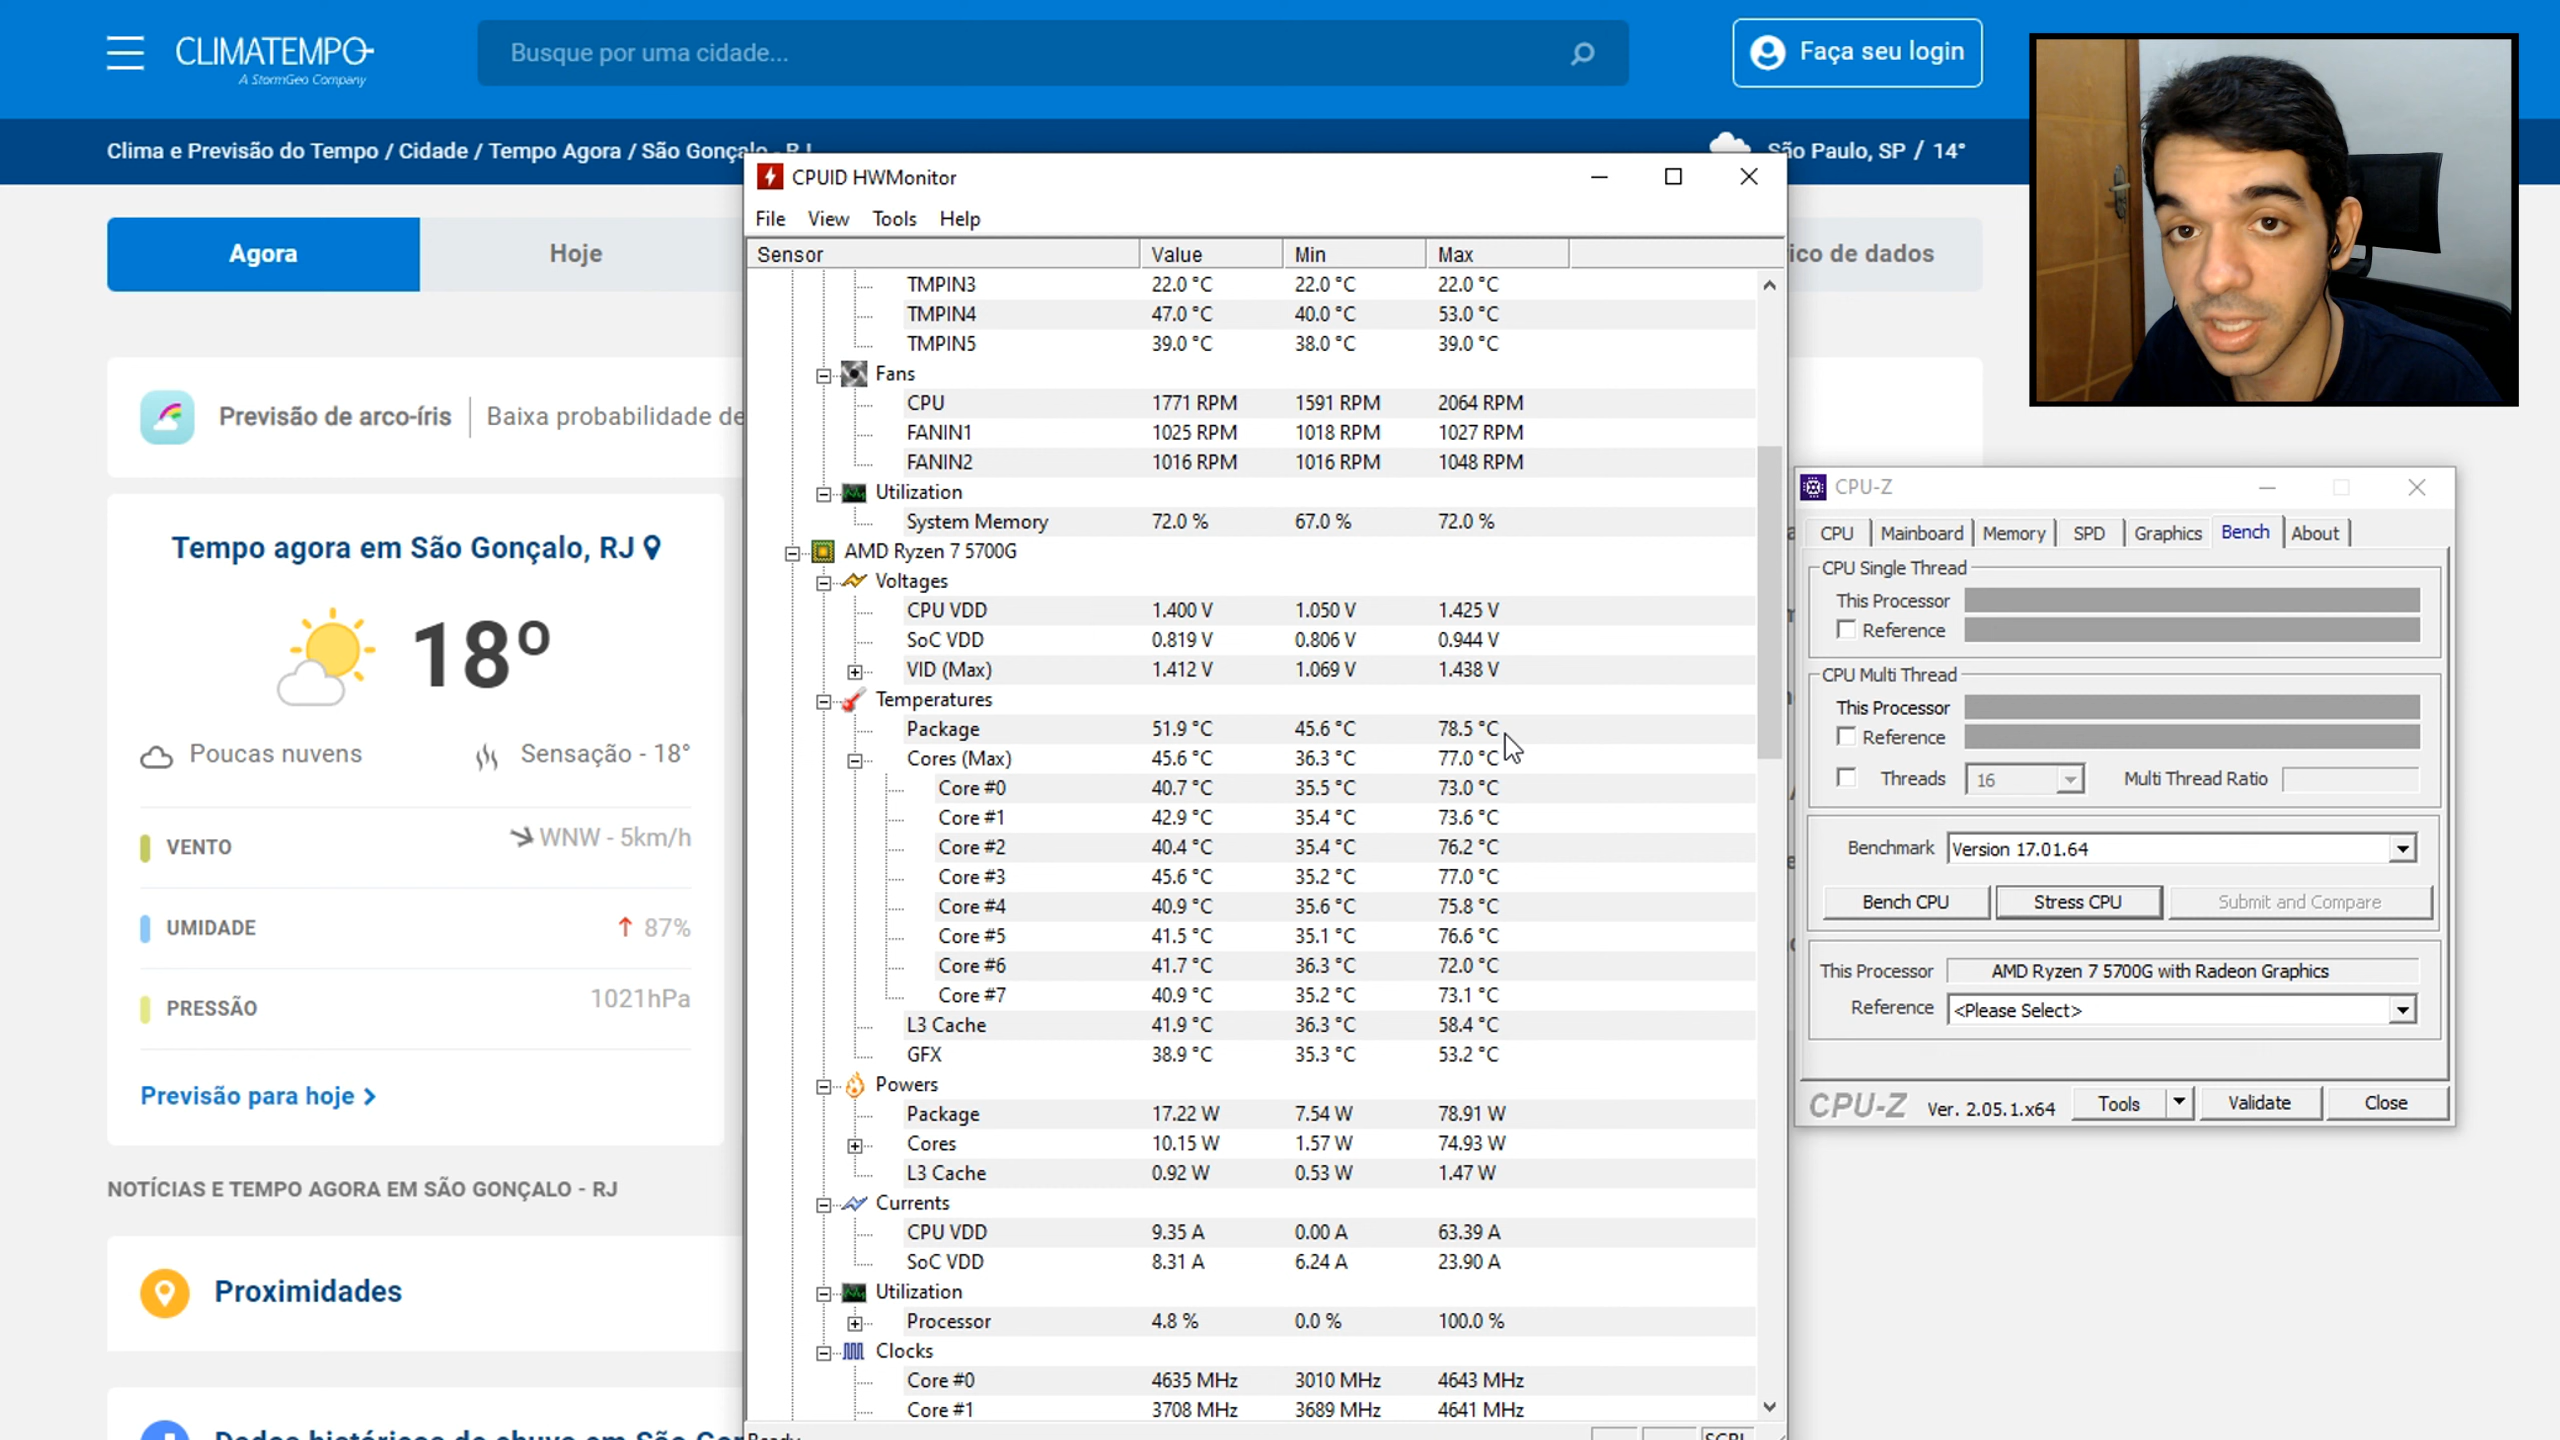 CLIMATEMPO
A StormGeo Company
Busque por uma cidade...
Faça seu login
Clima e Previsão do Tempo / Cidade / Tempo Agora / São Gonçalo - RJ
São Paulo, SP / 14°
Agora
Hoje
ico de dados
Previsão de arco-íris
Baixa probabilidade de
Tempo agora em São Gonçalo, RJ
18°
Poucas nuvens
Sensação - 18°
VENTO
WNW - 5km/h
UMIDADE
87%
PRESSÃO
1021hPa
Previsão para hoje
NOTÍCIAS E TEMPO AGORA EM SÃO GONÇALO - RJ
Proximidades
CPUID HWMonitor
File View Tools Help
Sensor Value Min Max
TMPIN3 22.0 °C 22.0 °C 22.0 °C
TMPIN4 47.0 °C 40.0 °C 53.0 °C
TMPIN5 39.0 °C 38.0 °C 39.0 °C
Fans
CPU 1771 RPM 1591 RPM 2064 RPM
FANIN1 1025 RPM 1018 RPM 1027 RPM
FANIN2 1016 RPM 1016 RPM 1048 RPM
Utilization
System Memory 72.0 % 67.0 % 72.0 %
AMD Ryzen 7 5700G
Voltages
CPU VDD 1.400 V 1.050 V 1.425 V
SoC VDD 0.819 V 0.806 V 0.944 V
VID (Max) 1.412 V 1.069 V 1.438 V
Temperatures
Package 51.9 °C 45.6 °C 78.5 °C
Cores (Max) 45.6 °C 36.3 °C 77.0 °C
Core #0 40.7 °C 35.5 °C 73.0 °C
Core #1 42.9 °C 35.4 °C 73.6 °C
Core #2 40.4 °C 35.4 °C 76.2 °C
Core #3 45.6 °C 35.2 °C 77.0 °C
Core #4 40.9 °C 35.6 °C 75.8 °C
Core #5 41.5 °C 35.1 °C 76.6 °C
Core #6 41.7 °C 36.3 °C 72.0 °C
Core #7 40.9 °C 35.2 °C 73.1 °C
L3 Cache 41.9 °C 36.3 °C 58.4 °C
GFX 38.9 °C 35.3 °C 53.2 °C
Powers
Package 17.22 W 7.54 W 78.91 W
Cores 10.15 W 1.57 W 74.93 W
L3 Cache 0.92 W 0.53 W 1.47 W
Currents
CPU VDD 9.35 A 0.00 A 63.39 A
SoC VDD 8.31 A 6.24 A 23.90 A
Utilization
Processor 4.8 % 0.0 % 100.0 %
Clocks
Core #0 4635 MHz 3010 MHz 4643 MHz
Core #1 3708 MHz 3689 MHz 4641 MHz
CPU-Z
CPU Mainboard Memory SPD Graphics Bench About
CPU Single Thread
This Processor
Reference
CPU Multi Thread
This Processor
Reference
Threads 16 Multi Thread Ratio
Benchmark Version 17.01.64
Bench CPU Stress CPU Submit and Compare
This Processor AMD Ryzen 7 5700G with Radeon Graphics
Reference <Please Select>
CPU-Z Ver. 2.05.1.x64 Tools Validate Close